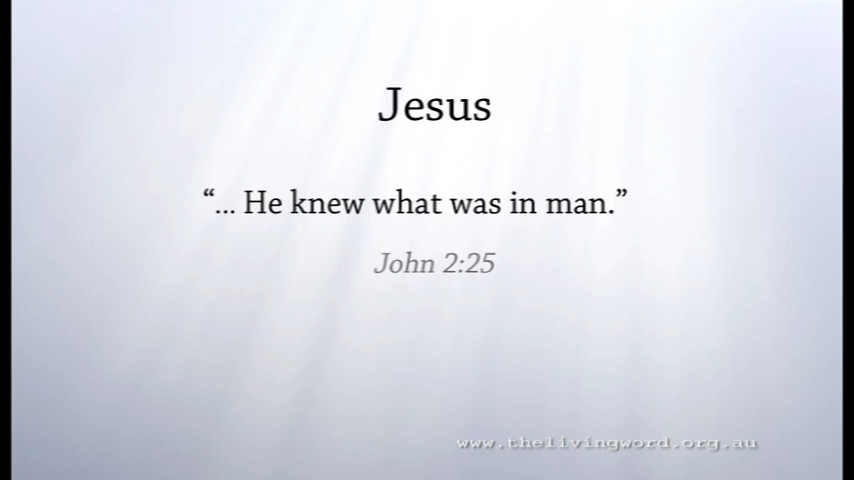 Jesus
“... He knew what was in man.”
John 2:25
www.thelivingword.org.au